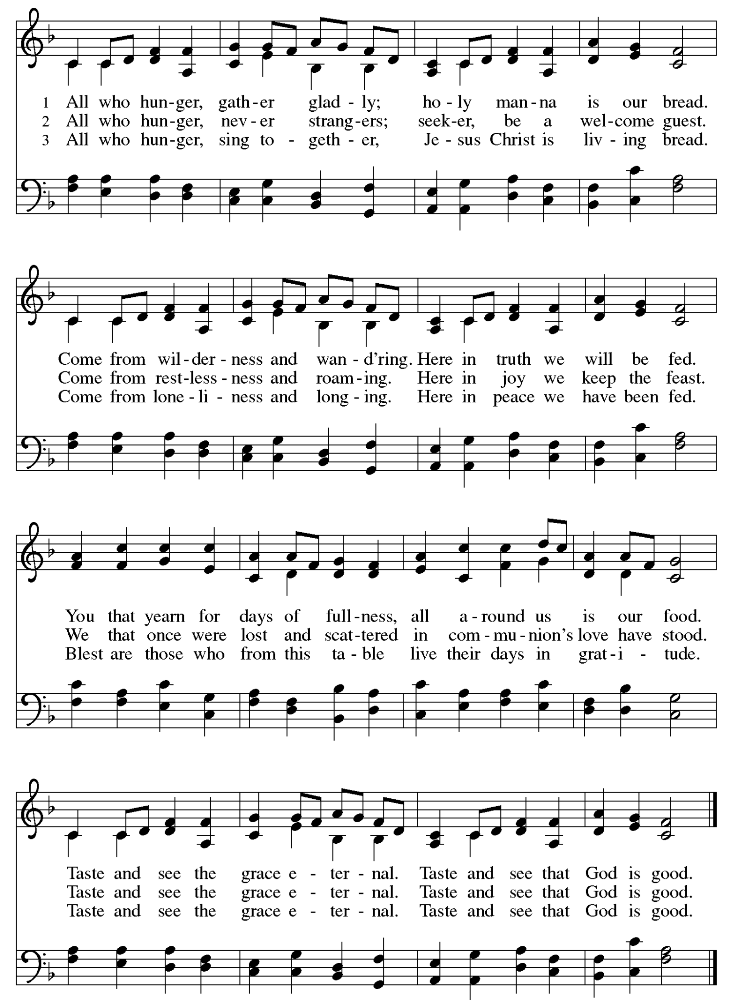 1 All who hun-ger, gath-er glad-ly; ho-ly man-na is our bread.
2 All who hun-ger, nev-er strang-ers; seek-er, be a wel-come guest.
3 All who hun-ger, sing to-geth-er, Je-sus Christ is liv-ing bread.
Come from wil-der-ness and wan-d'ring. Here in truth we will be fed.
Come from rest-less-ness and roam-ing. Here in joy we keep the feast.
Come from lone-li-ness and long-ing. Here in peace we have been fed.
You that yearn for days of full-ness, all a-round us is our food.
We that once were lost and scat-tered in com-mu-nion's love have stood.
Blest are those who from this ta-ble live their days in grat-i-tude.
Taste and see the grace e-ter-nal. Taste and see that God is good.
Taste and see the grace e-ter-nal. Taste and see that God is good.
Taste and see the grace e-ter-nal. Taste and see that God is good.